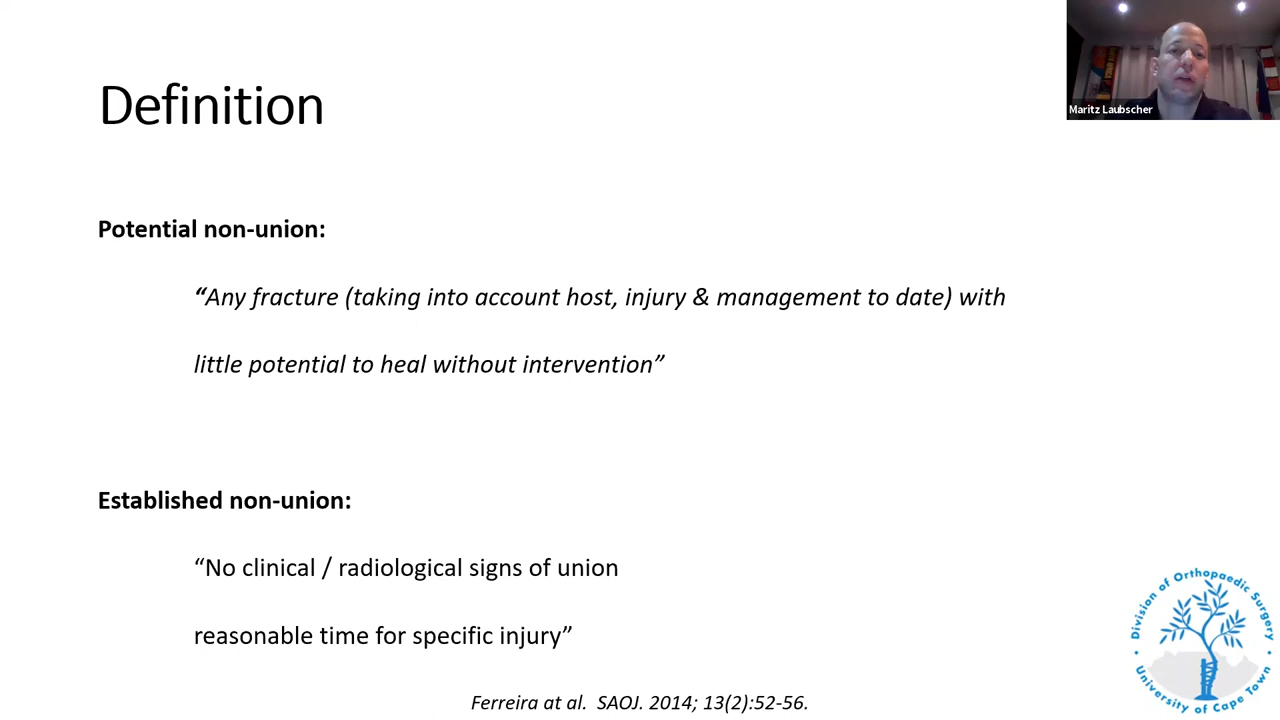 Maritz Laubscher
Definition
Potential non-union:
“Any fracture (taking into account host, injury & management to date) with
little potential to heal without intervention”
Established non-union:
“No clinical / radiological signs of union
reasonable time for specific injury”
Ferreira at al. SAOJ. 2014; 13(2):52-56.
Division of Orthopaedic Surgery
• University of Cape Town •